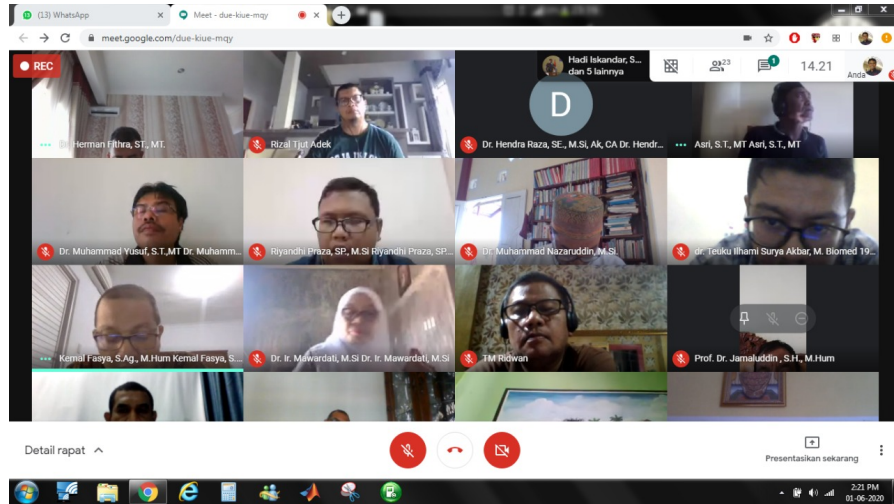 (13) WhatsApp
Meet - due-kiue-mqy
meet.google.com/due-kiue-mqy
REC
Hadi Iskandar, S...
dan 5 lainnya
23
1
14.21
Anda
Herman Fithra, ST., MT.
Rizal Tjut Adek
D
Dr. Hendra Raza, SE., M.Si, Ak, CA Dr. Hendr...
Asri, S.T., MT Asri, S.T., MT
Dr. Muhammad Yusuf, S.T.,MT Dr. Muhamm...
Riyandhi Praza, SP., M.Si Riyandhi Praza, SP....
Dr. Muhammad Nazaruddin, M.Si
dr. Teuku Ilhami Surya Akbar, M. Biomed 19...
Kemal Fasya, S.Ag., M.Hum Kemal Fasya, S....
Dr. Ir. Mawardati, M.Si Dr. Ir. Mawardati, M.Si
TM Ridwan
Prof. Dr. Jamaluddin , S.H., M.Hum
Detail rapat
Presentasikan sekarang
2:21 PM
01-06-2020